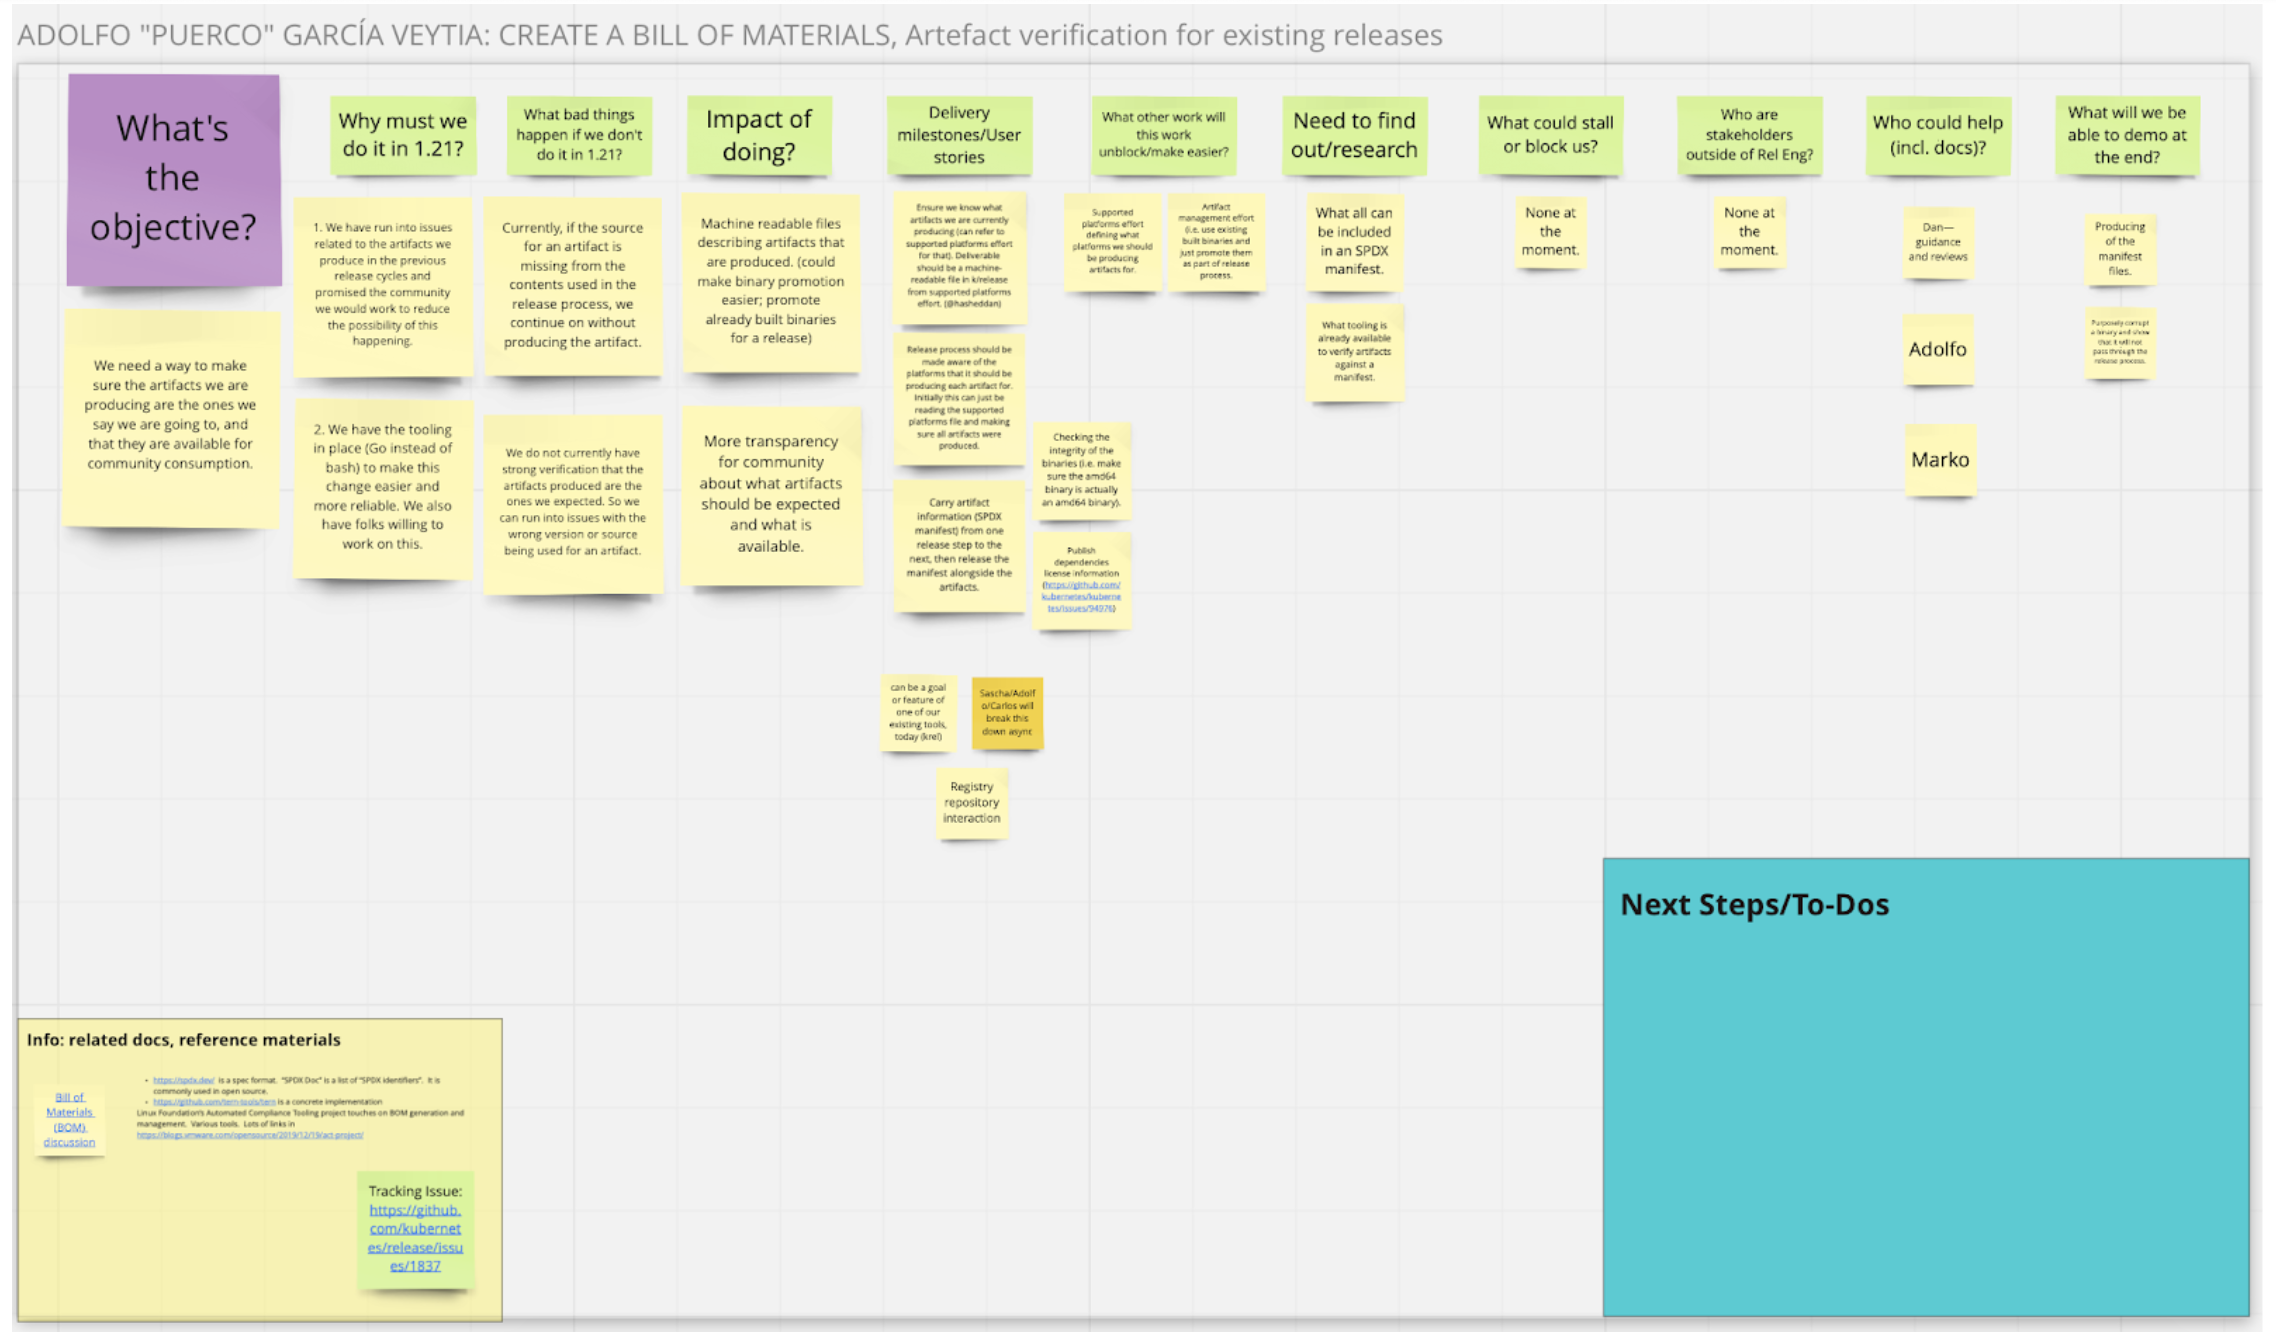 ADOLFO "PUERCO" GARCÍA VEYTIA: CREATE A BILL OF MATERIALS, Artefact verification for existing releases
What's
the
objective?
We need a way to make
sure the artifacts we are
producing are the ones we
say we are going to, and
that they are available for
community consumption.
Why must we
do it in 1.21?
1. We have run into issues
related to the artifacts we
produce in the previous
release cycles and
promised the community
we would work to reduce
the possibility of this
happening.
2. We have the tooling
in place (Go instead of
bash) to make this
change easier and
more reliable. We also
have folks willing to
work on this.
What bad things
happen if we don't
do it in 1.21?
Currently, if the source
for an artifact is
missing from the
contents used in the
release process, we
continue on without
producing the artifact.
We do not currently have
strong verification that the
artifacts produced are the
ones we expected. So we
can run into issues with the
wrong version or source
being used for an artifact.
Impact of
doing?
Machine readable files
describing artifacts that
are produced. (could
make binary promotion
easier; promote
already built binaries
for a release)
More transparency
for community
about what artifacts
should be expected
and what is
available.
Delivery
milestones/User
stories
Ensure we know what
artifacts we are currently
producing (can refer to
supported platforms effort
for that). Deliverable
should be a machine-
readable file in k/release
from supported platforms
effort. (@hasheddan)
Release process should be
made aware of the
platforms that it should be
producing each artifact for.
Initially this can just be
reading the supported
platforms file and making
sure all artifacts were
produced.
Carry artifact
information (SPDX
manifest) from one
release step to the
next, then release the
manifest alongside the
artifacts.
Checking the
integrity of the
binaries (i.e. make
sure the amd64
binary is actually
an amd64 binary).
Publish
dependencies
license information
(https://github.com/
kubernetes/kuberne
tes/issues/94976)
can be a goal
or feature of
one of our
existing tools,
today (krel)
Sascha/Adolf
o/Carlos will
break this
down async
Registry
repository
interaction
What other work will
this work
unblock/make easier?
Supported
platforms effort
defining what
platforms we should
be producing
artifacts for.
Artifact
management effort
(i.e. use existing
built binaries and
just promote them
as part of release
process.
Need to find
out/research
What all can
be included
in an SPDX
manifest.
What tooling is
already available
to verify artifacts
against a
manifest.
What could stall
or block us?
None at
the
moment.
Who are
stakeholders
outside of Rel Eng?
None at
the
moment.
Who could help
(incl. docs)?
Dan—
guidance
and reviews
Adolfo
Marko
What will we be
able to demo at
the end?
Producing
of the
manifest
files.
Purposely corrupt
a binary and show
that it will not
pass through the
release process.
Next Steps/To-Dos
Info: related docs, reference materials
Bill of
Materials
(BOM)
discussion
• https://spdx.dev/ is a spec format. "SPDX Doc" is a list of "SPDX identifiers". It is
commonly used in open source.
• https://github.com/tern-tools/tern is a concrete implementation
Linux Foundation's Automated Compliance Tooling project touches on BOM generation and
management. Various tools. Lots of links in
https://blogs.vmware.com/opensource/2019/12/19/act-project/
Tracking Issue:
https://github.
com/kubernet
es/release/issu
es/1837